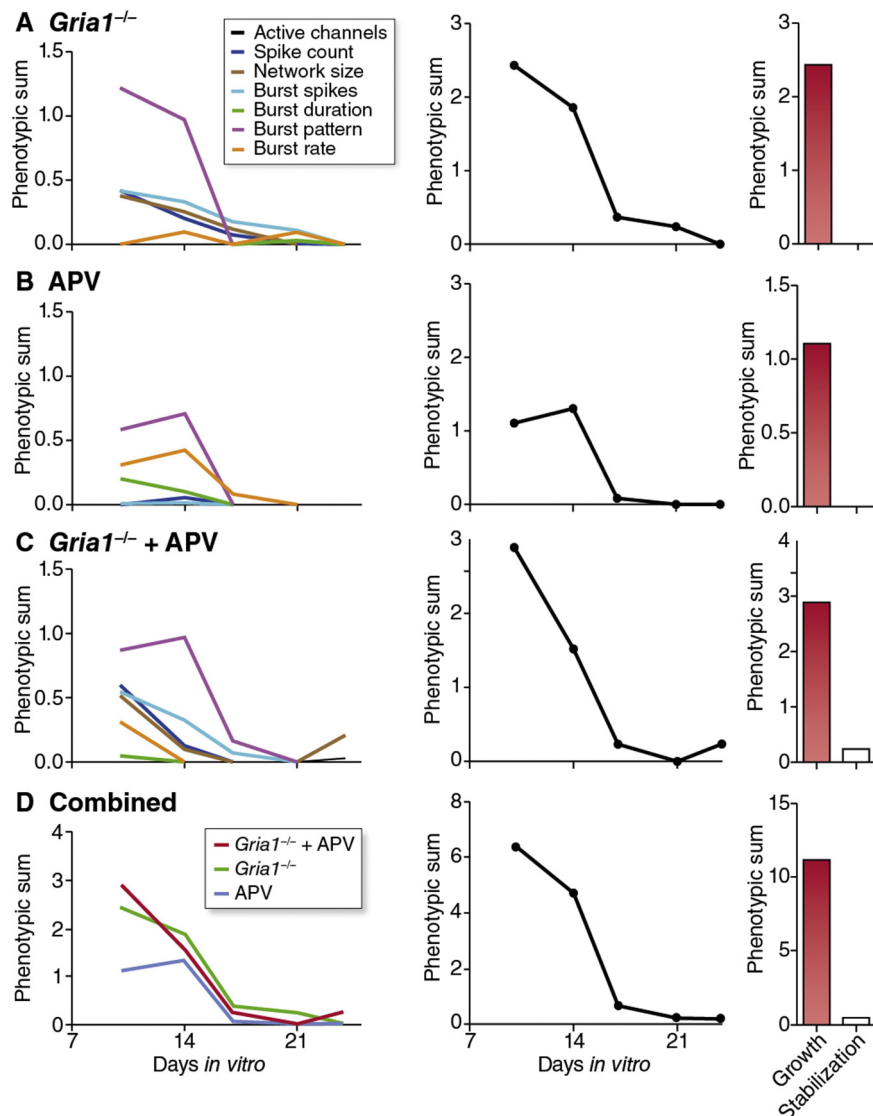 A Gria1–/–
Phenotypic sum
1.5
1.0
0.5
0.0
Active channels
Spike count
Network size
Burst spikes
Burst duration
Burst pattern
Burst rate
Phenotypic sum
3
2
1
0
Phenotypic sum
3
2
1
0
B APV
Phenotypic sum
1.5
1.0
0.5
0.0
Phenotypic sum
3
2
1
0
Phenotypic sum
1.5
1.0
1.5
1.0
0.0
C Gria1–/– + APV
Phenotypic sum
1.5
1.0
0.5
0.0
Phenotypic sum
3
2
1
0
Phenotypic sum
4
3
2
1
0
D Combined
Phenotypic sum
4
3
2
1
0
Gria1–/– + APV
Gria1–/–
APV
7
14
21
Days in vitro
Phenotypic sum
8
6
4
2
0
7
14
21
Days in vitro
Phenotypic sum
15
10
5
0
Growth
Stabilization